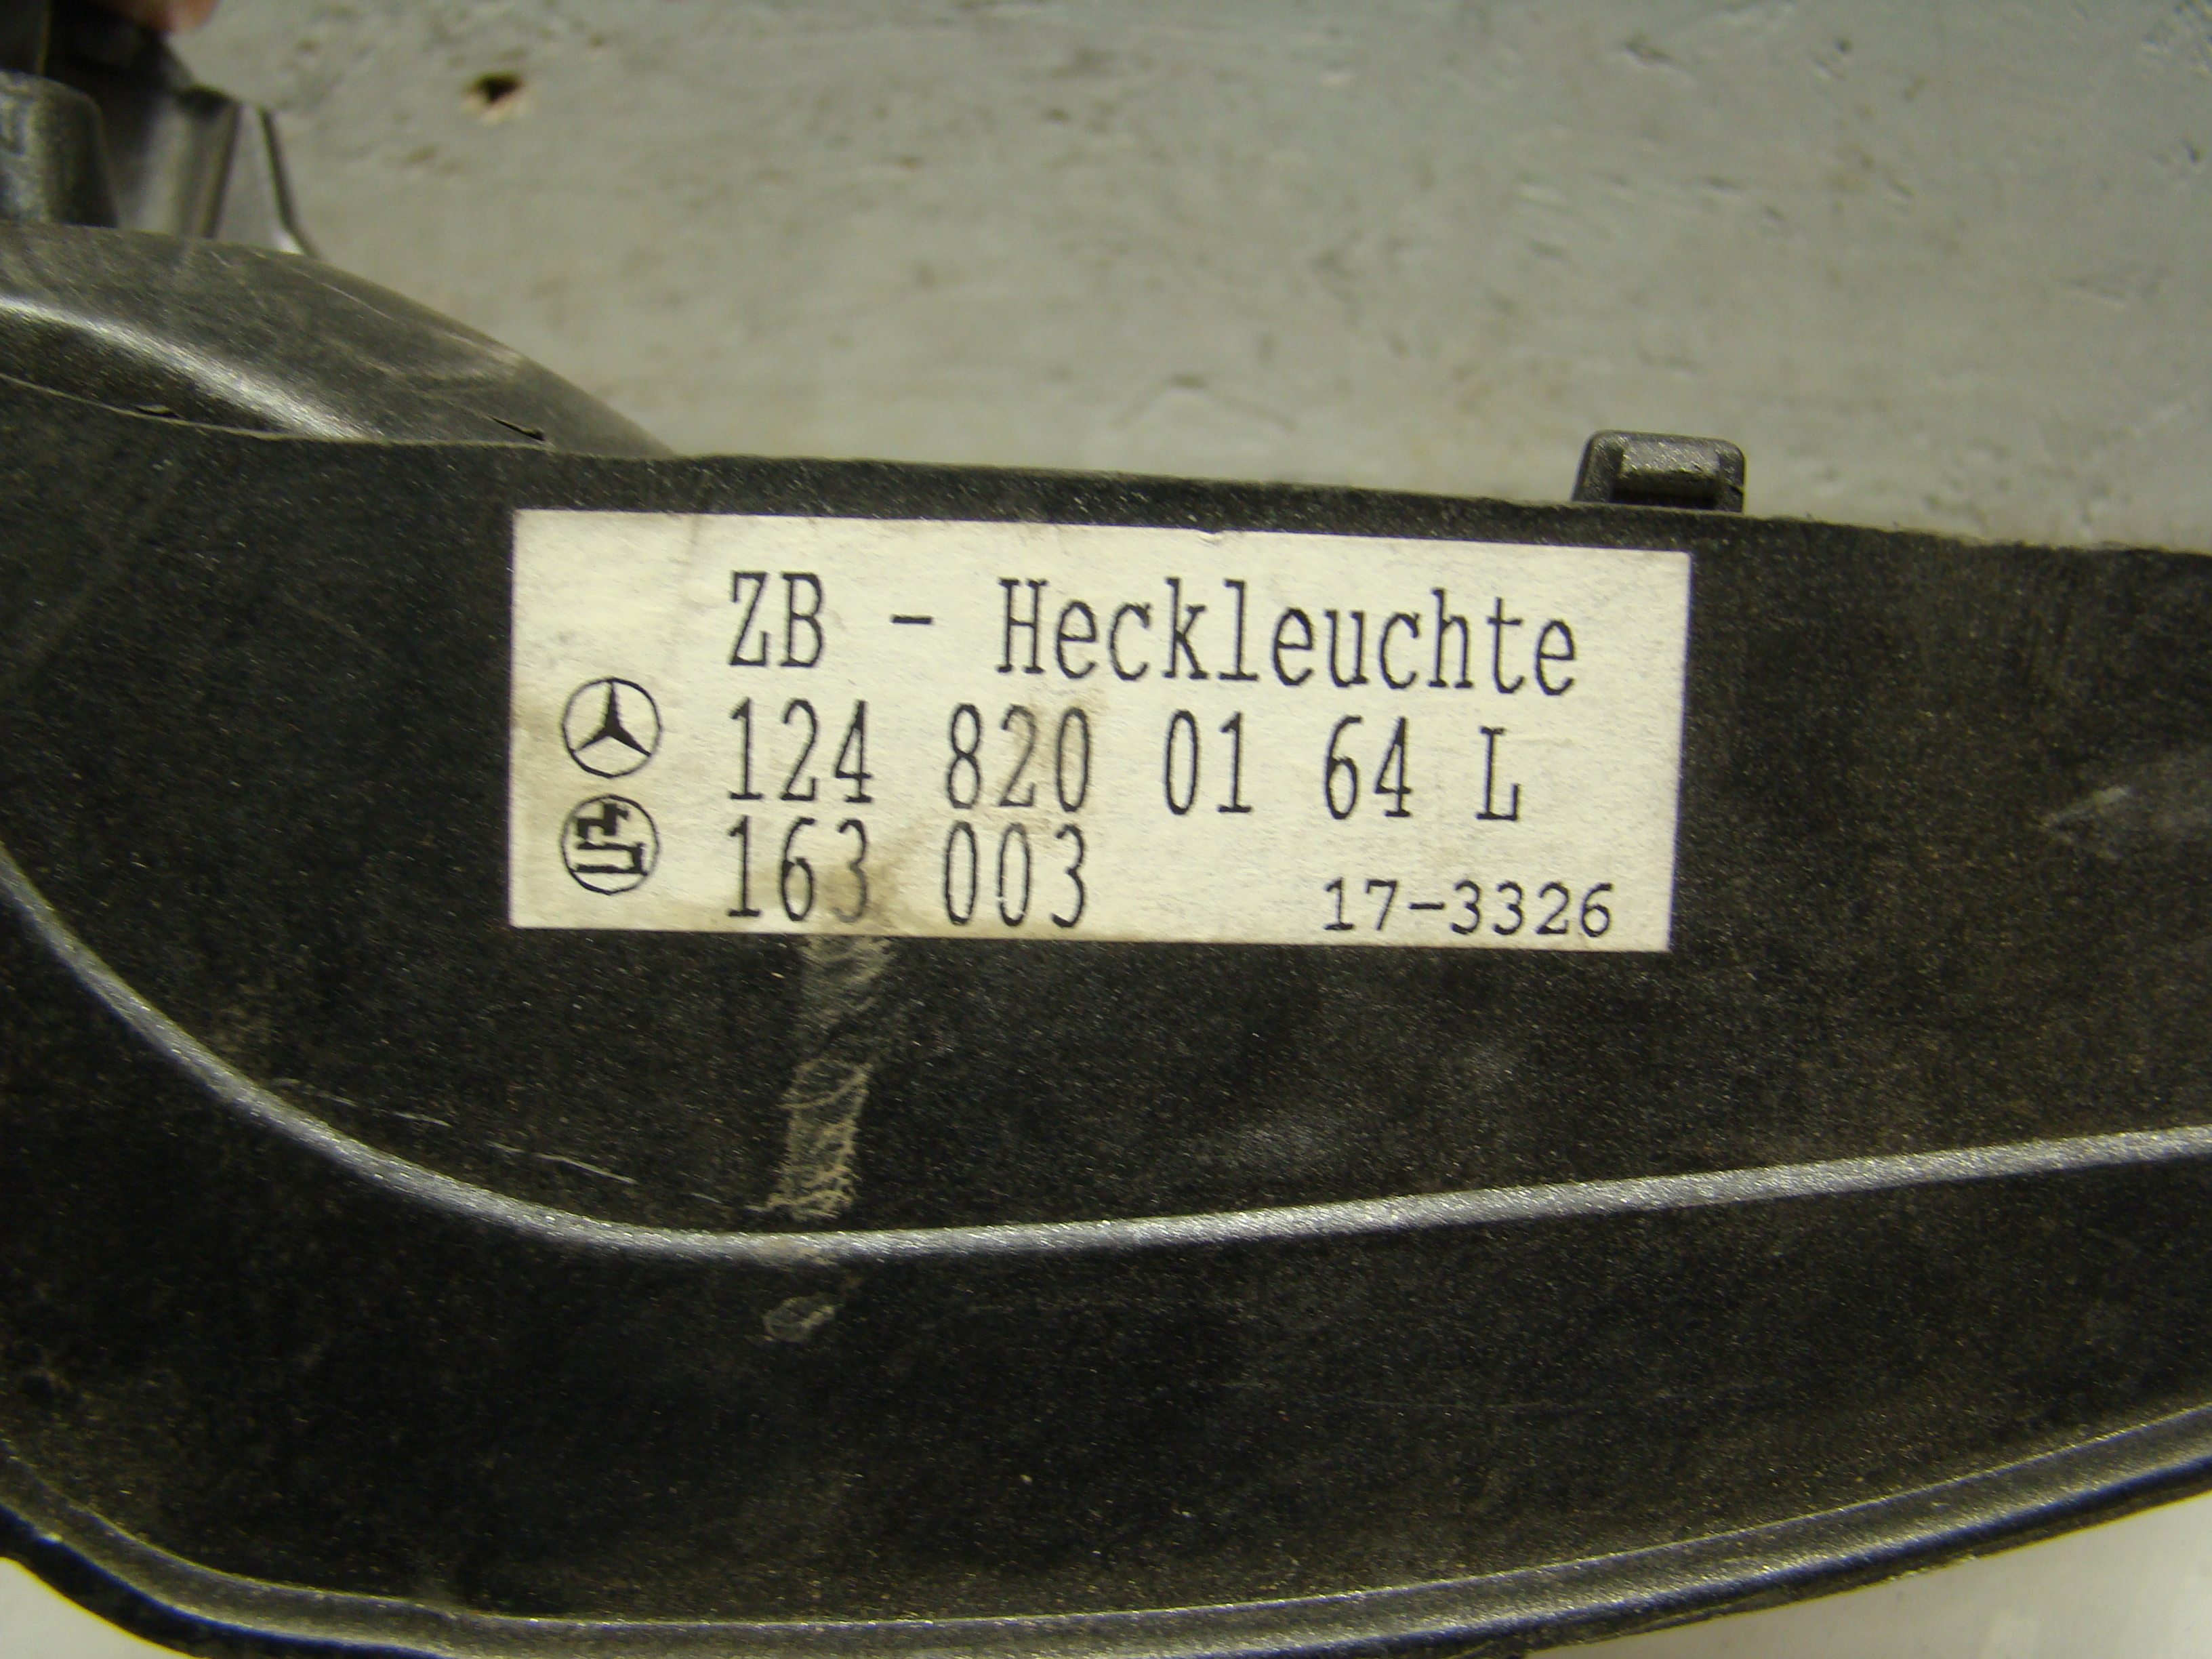 ZB - Heckleuchte
124 820 01 64 L
163 003 17-3326